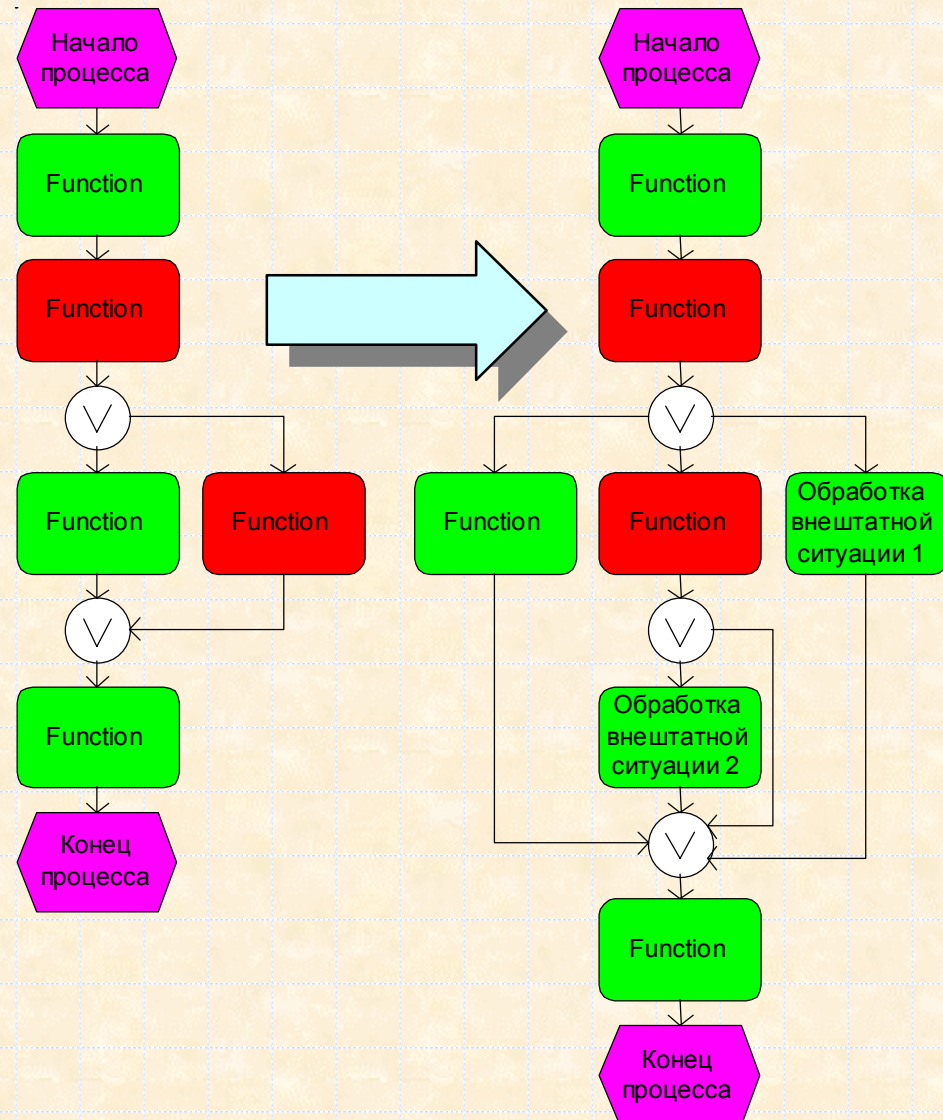 Начало
процесса
Function
Function
Function
Function
Function
Конец
процесса
Начало
процесса
Function
Function
Function
Function
Обработка
внештатной
ситуации 1
Обработка
внештатной
ситуации 2
Function
Конец
процесса